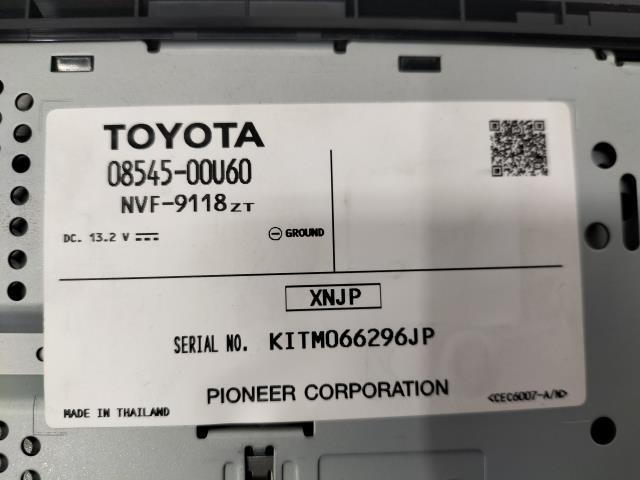 TOYOTA
08545-00U60
NVF-9118ZT
DC. 13.2 V
GROUND
XNJP
SERIAL NO. KITM066296JP
PIONEER CORPORATION
MADE IN THAILAND
<CEC6007-A/N>